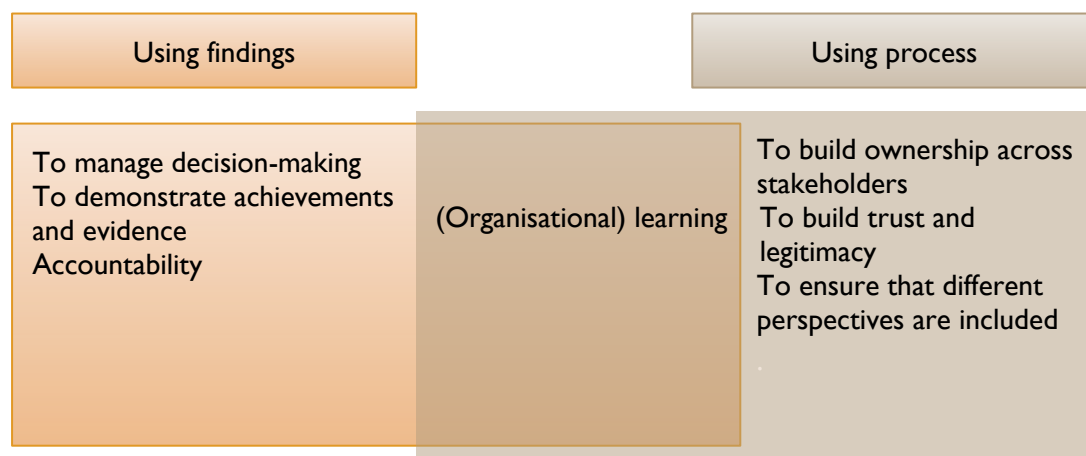 Using findings
Using process
To manage decision-making
To demonstrate achievements
and evidence
Accountability
(Organisational) learning
To build ownership across
stakeholders
To build trust and
legitimacy
To ensure that different
perspectives are included
.